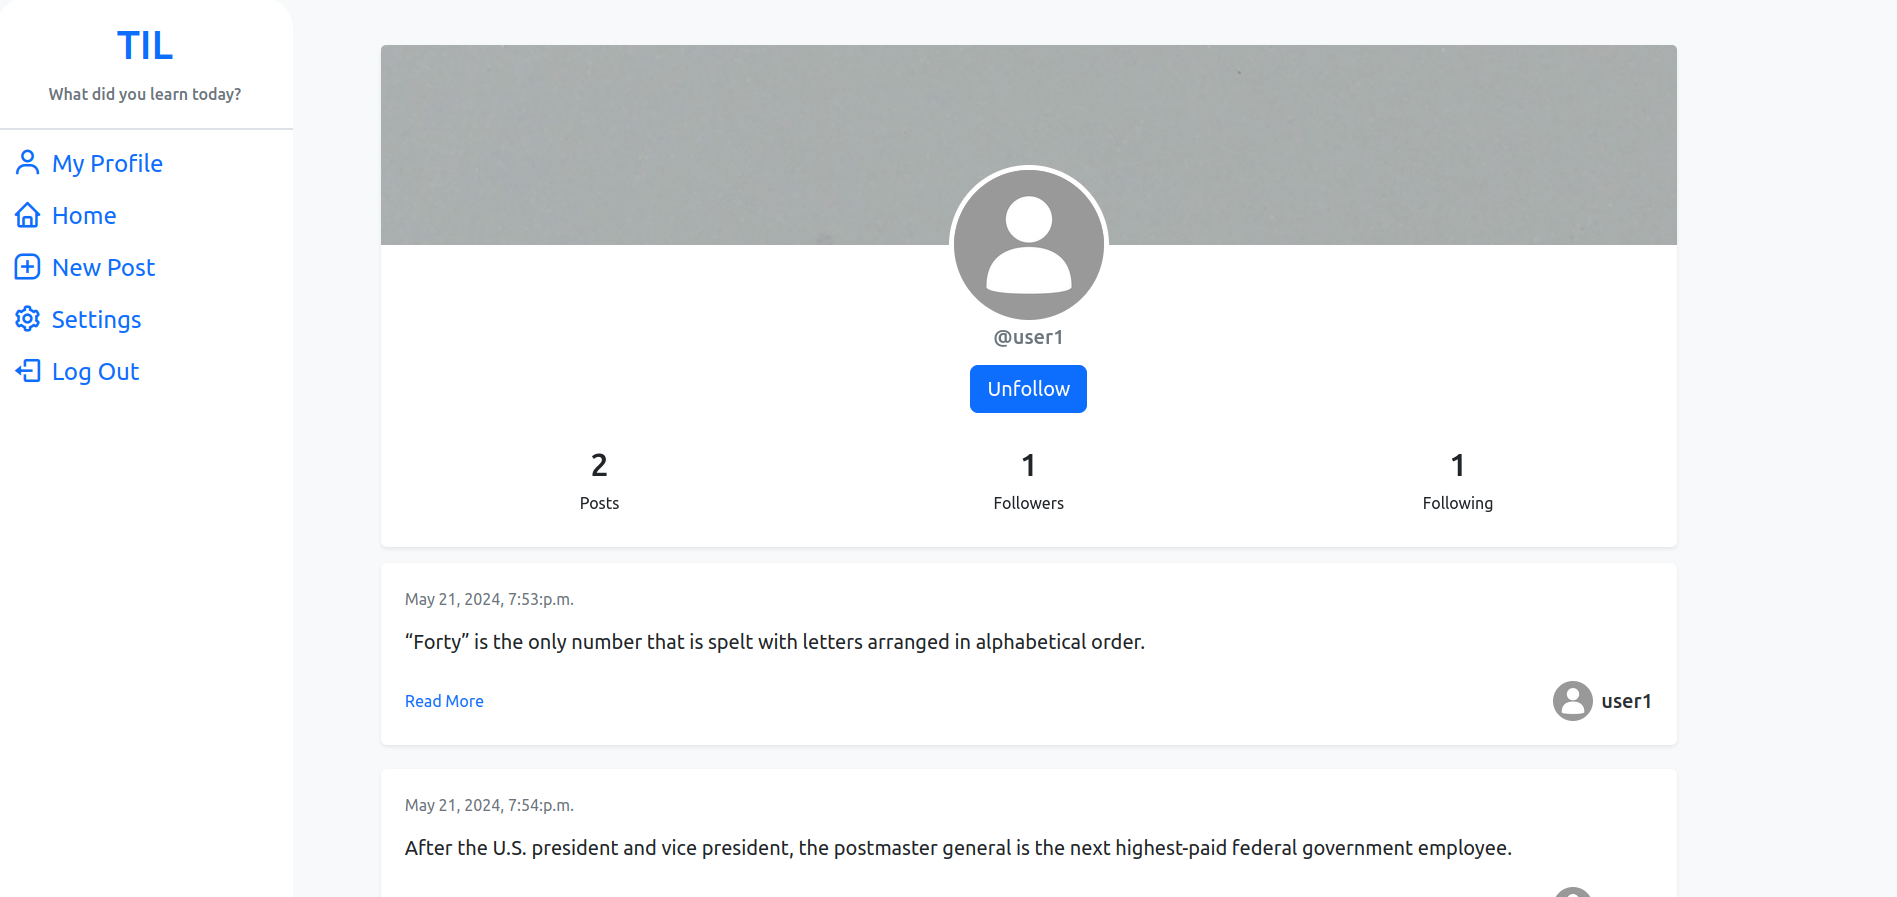 TIL
What did you learn today?
My Profile
Home
New Post
Settings
Log Out
@user1
Unfollow
2
Posts
1
Followers
1
Following
May 21, 2024, 7:53:p.m.
“Forty” is the only number that is spelt with letters arranged in alphabetical order.
Read More
user1
May 21, 2024, 7:54:p.m.
After the U.S. president and vice president, the postmaster general is the next highest-paid federal government employee.